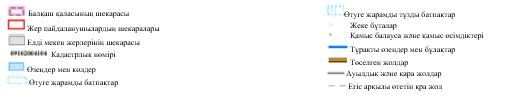 Балқаш қаласының шекарасы
Жер пайдаланушылардың шекаралары
Елді мекен жерлерінің шекарасы
Кадастрлық нөмірі
Өзендер мен көлдер
Өтуге жарамды батпақтар
Өтуге жарамды тұзды батпақтар
Жеке бұталар
Қамыс балауса және қамыс өсімдіктері
Тұрақты өзендер мен бұлақтар
Төселген жолдар
Ауылдық және қара жолдар
Егіс арқылы өтетін қра жол